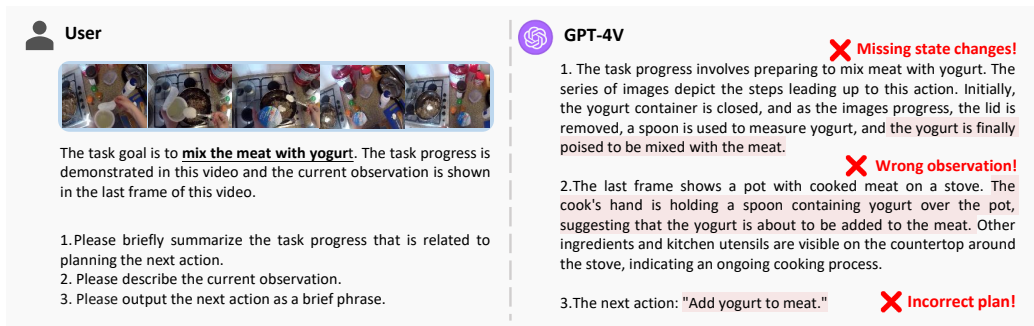 User
The task goal is to mix the meat with yogurt. The task progress is
demonstrated in this video and the current observation is shown
in the last frame of this video.
1.Please briefly summarize the task progress that is related to
planning the next action.
2. Please describe the current observation.
3. Please output the next action as a brief phrase.
GPT-4V
Missing state changes!
1. The task progress involves preparing to mix meat with yogurt. The
series of images depict the steps leading up to this action. Initially,
the yogurt container is closed, and as the images progress, the lid is
removed, a spoon is used to measure yogurt, and the yogurt is finally
poised to be mixed with the meat.
Wrong observation!
2.The last frame shows a pot with cooked meat on a stove. The
cook's hand is holding a spoon containing yogurt over the pot,
suggesting that the yogurt is about to be added to the meat. Other
ingredients and kitchen utensils are visible on the countertop around
the stove, indicating an ongoing cooking process.
3.The next action: "Add yogurt to meat."
Incorrect plan!